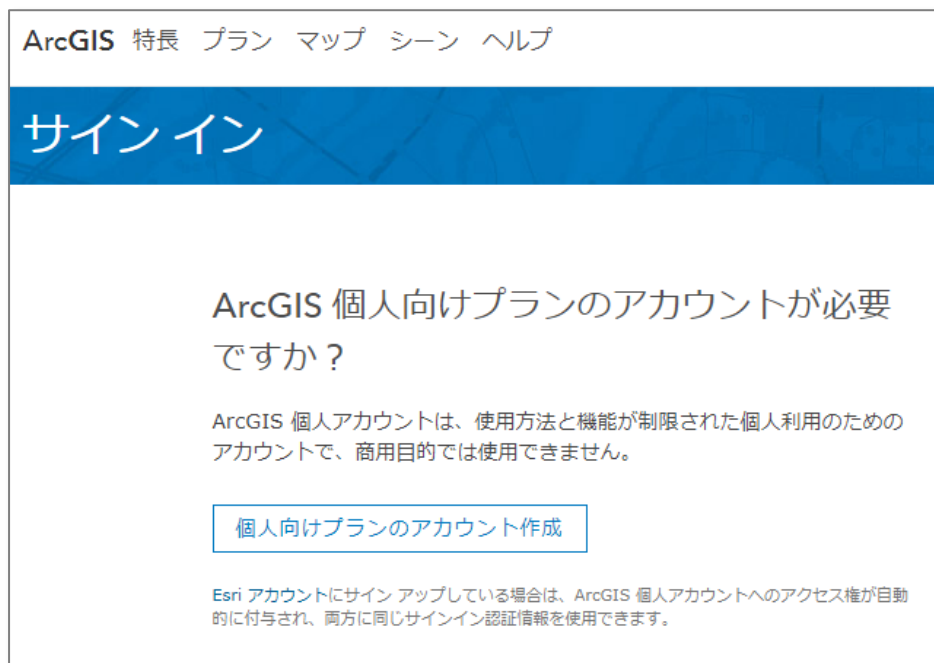 ArcGIS 特長 プラン マップ シーン ヘルプ
サイン イン
ArcGIS 個人向けプランのアカウントが必要
ですか？
ArcGIS 個人アカウントは、使用方法と機能が制限された個人利用のための
アカウントで、商用目的では使用できません。
個人向けプランのアカウント作成
Esri アカウントにサイン アップしている場合は、ArcGIS 個人アカウントへのアクセス権が自動
的に付与され、両方に同じサインイン認証情報を使用できます。